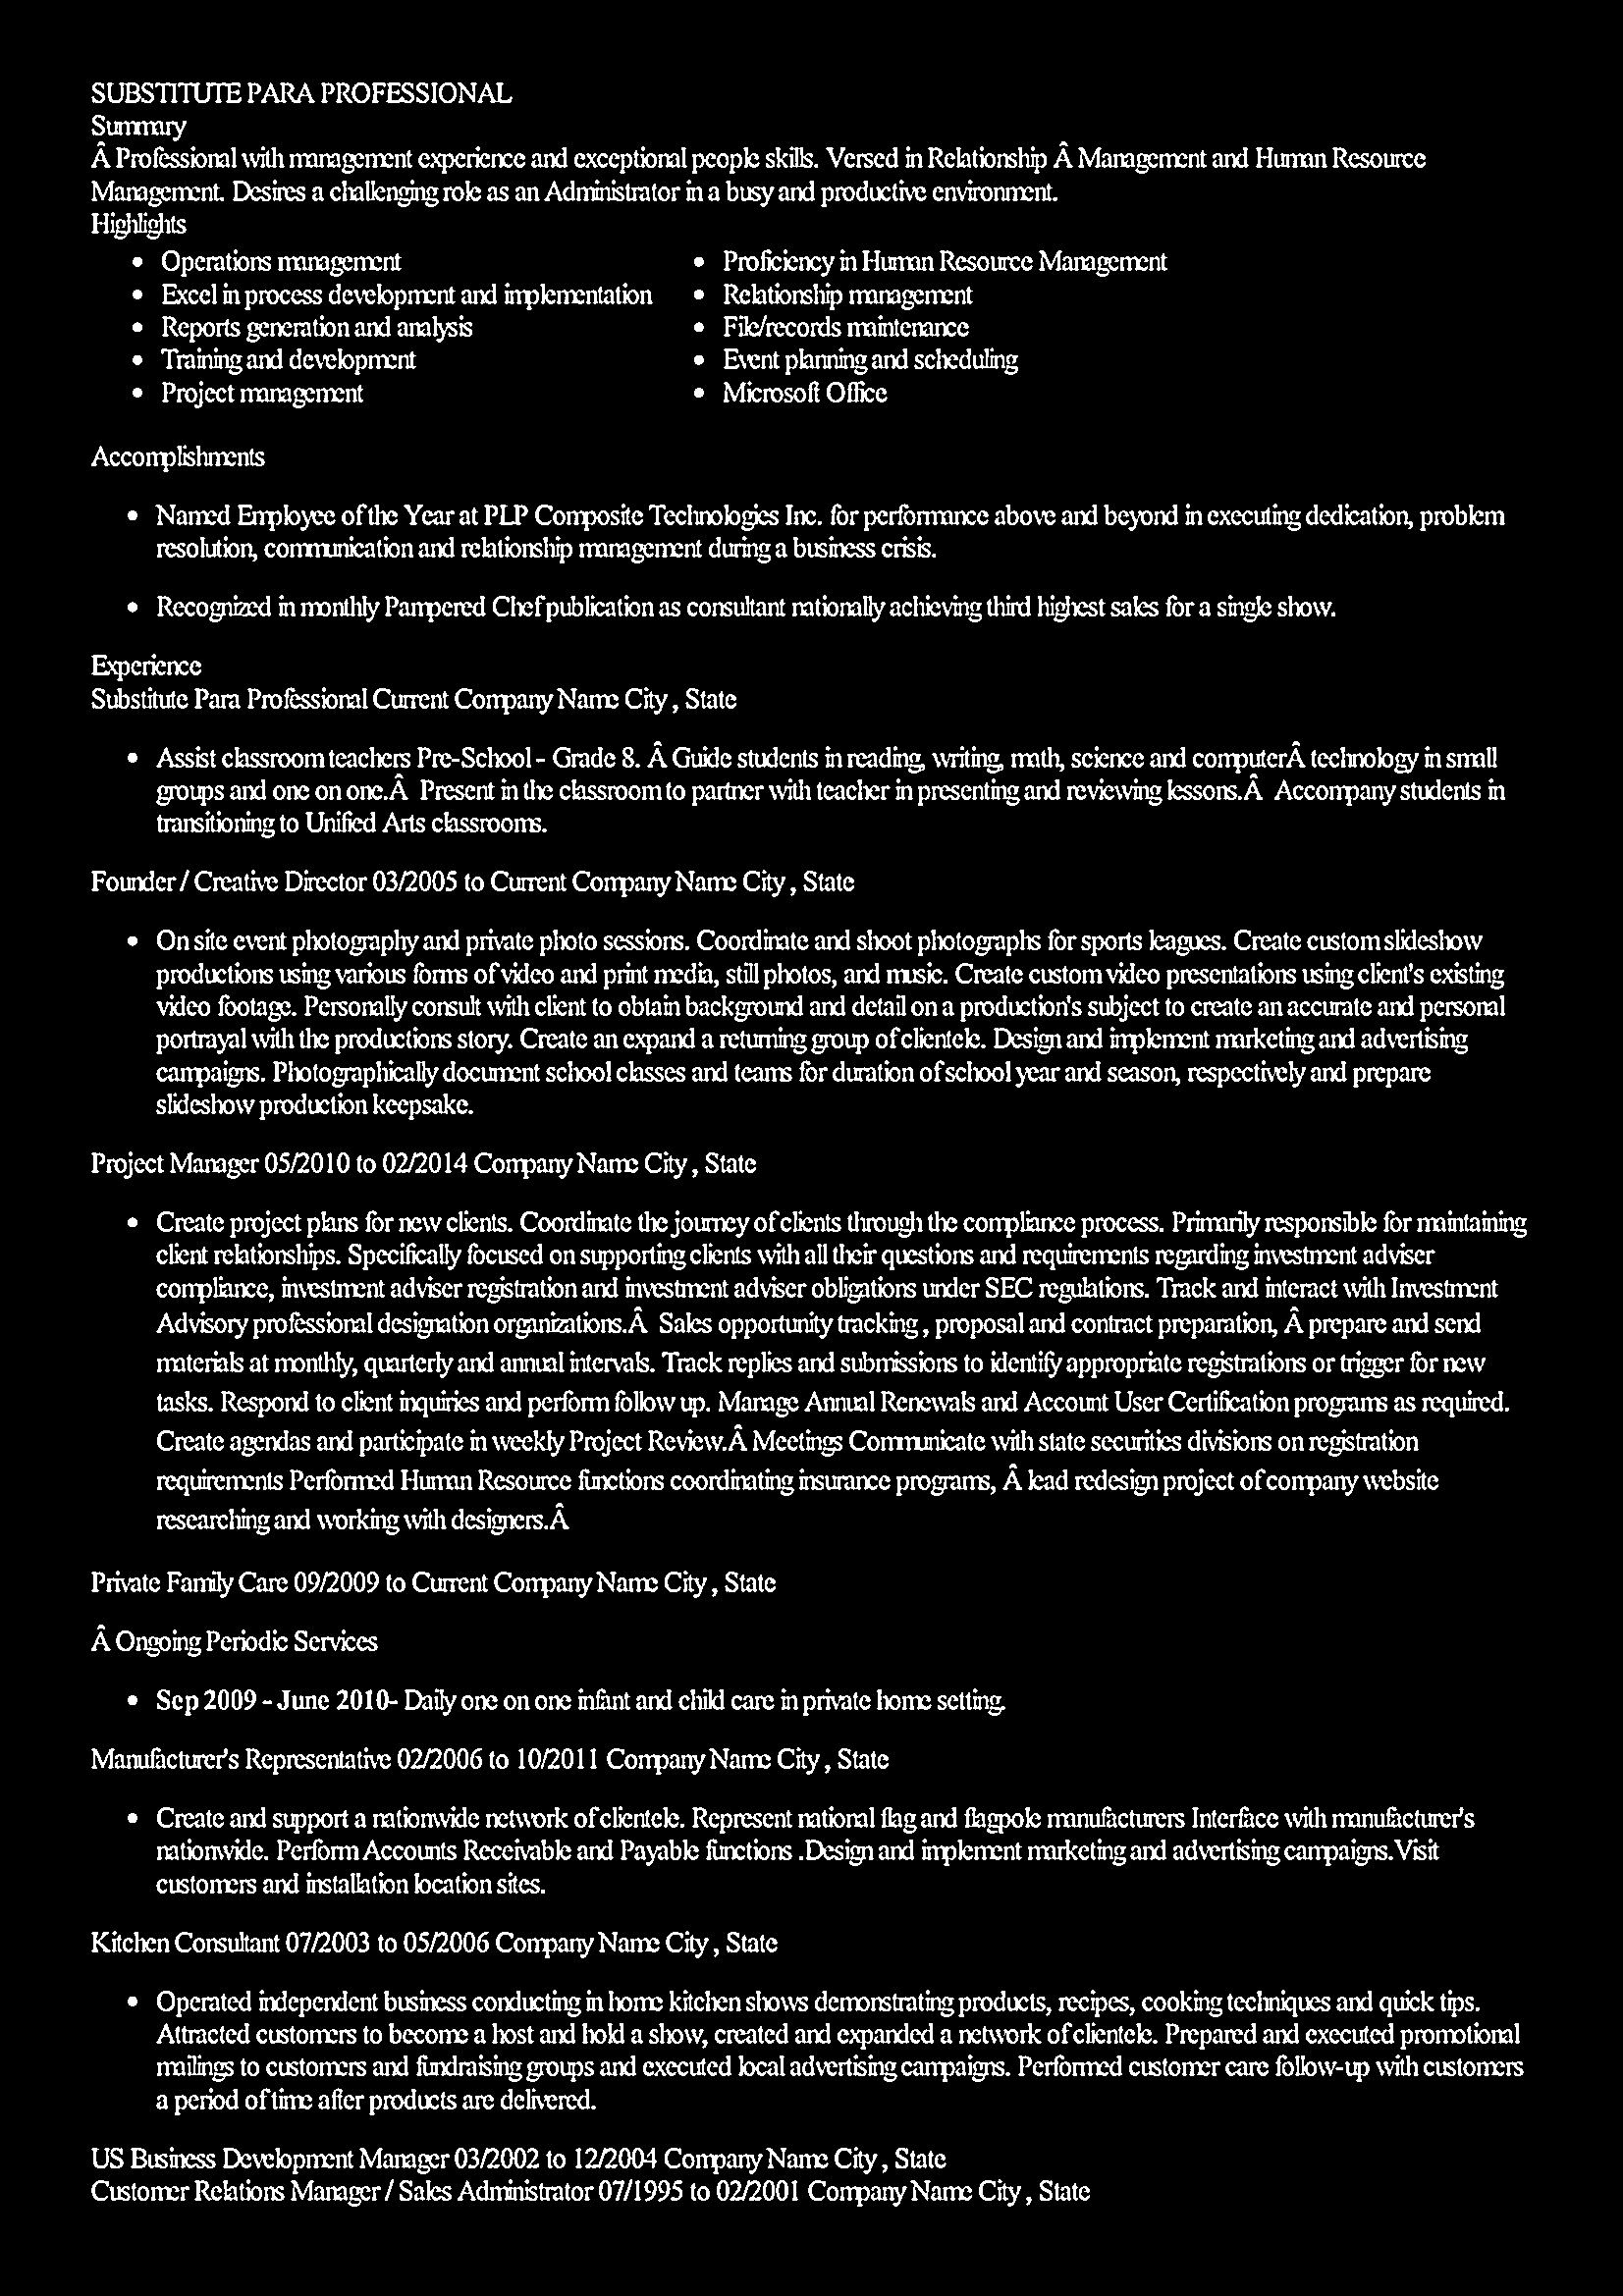 SUBSTITUTE PARA PROFESSIONAL
Summary
Â Professional with management experience and exceptional people skills. Versed in Relationship Â Management and Human Resource
Management. Desires a challenging role as an Administrator in a busy and productive environment.
Highlights
• Operations management
• Excel in process development and implementation
• Reports generation and analysis
• Training and development
• Project management
• Proficiency in Human Resource Management
• Relationship management
• File/records maintenance
• Event planning and scheduling
• Microsoft Office
Accomplishments
• Named Employee of the Year at PLP Composite Technologies Inc. for performance above and beyond in executing dedication, problem
resolution, communication and relationship management during a business crisis.
• Recognized in monthly Pampered Chef publication as consultant nationally achieving third highest sales for a single show.
Experience
Substitute Para Professional Current Company Name City , State
• Assist classroom teachers Pre-School - Grade 8. Â Guide students in reading, writing, math, science and computerÂ technology in small
groups and one on one.Â  Present in the classroom to partner with teacher in presenting and reviewing lessons.Â  Accompany students in
transitioning to Unified Arts classrooms.
Founder / Creative Director 03/2005 to Current Company Name City , State
• On site event photography and private photo sessions. Coordinate and shoot photographs for sports leagues. Create custom slideshow
productions using various forms of video and print media, still photos, and music. Create custom video presentations using client's existing
video footage. Personally consult with client to obtain background and detail on a production's subject to create an accurate and personal
portrayal with the productions story. Create an expand a returning group of clientele. Design and implement marketing and advertising
campaigns. Photographically document school classes and teams for duration of school year and season, respectively and prepare
slideshow production keepsake.
Project Manager 05/2010 to 02/2014 Company Name City , State
• Create project plans for new clients. Coordinate the journey of clients through the compliance process. Primarily responsible for maintaining
client relationships. Specifically focused on supporting clients with all their questions and requirements regarding investment adviser
compliance, investment adviser registration and investment adviser obligations under SEC regulations. Track and interact with Investment
Advisory professional designation organizations.Â  Sales opportunity tracking , proposal and contract preparation, Â prepare and send
materials at monthly, quarterly and annual intervals. Track replies and submissions to identify appropriate registrations or trigger for new
tasks. Respond to client inquiries and perform follow up. Manage Annual Renewals and Account User Certification programs as required.
Create agendas and participate in weekly Project Review.Â Meetings Communicate with state securities divisions on registration
requirements Performed Human Resource functions coordinating insurance programs, Â lead redesign project of company website
researching and working with designers.Â
Private Family Care 09/2009 to Current Company Name City , State
Â Ongoing Periodic Services
• Sep 2009 - June 2010- Daily one on one infant and child care in private home setting.
Manufacturer's Representative 02/2006 to 10/2011 Company Name City , State
• Create and support a nationwide network of clientele. Represent national flag and flagpole manufacturers Interface with manufacturer's
nationwide. Perform Accounts Receivable and Payable functions .Design and implement marketing and advertising campaigns.Visit
customers and installation location sites.
Kitchen Consultant 07/2003 to 05/2006 Company Name City , State
• Operated independent business conducting in home kitchen shows demonstrating products, recipes, cooking techniques and quick tips.
Attracted customers to become a host and hold a show, created and expanded a network of clientele. Prepared and executed promotional
mailings to customers and fundraising groups and executed local advertising campaigns. Performed customer care follow-up with customers
a period of time after products are delivered.
US Business Development Manager 03/2002 to 12/2004 Company Name City , State
Customer Relations Manager / Sales Administrator 07/1995 to 02/2001 Company Name City , State